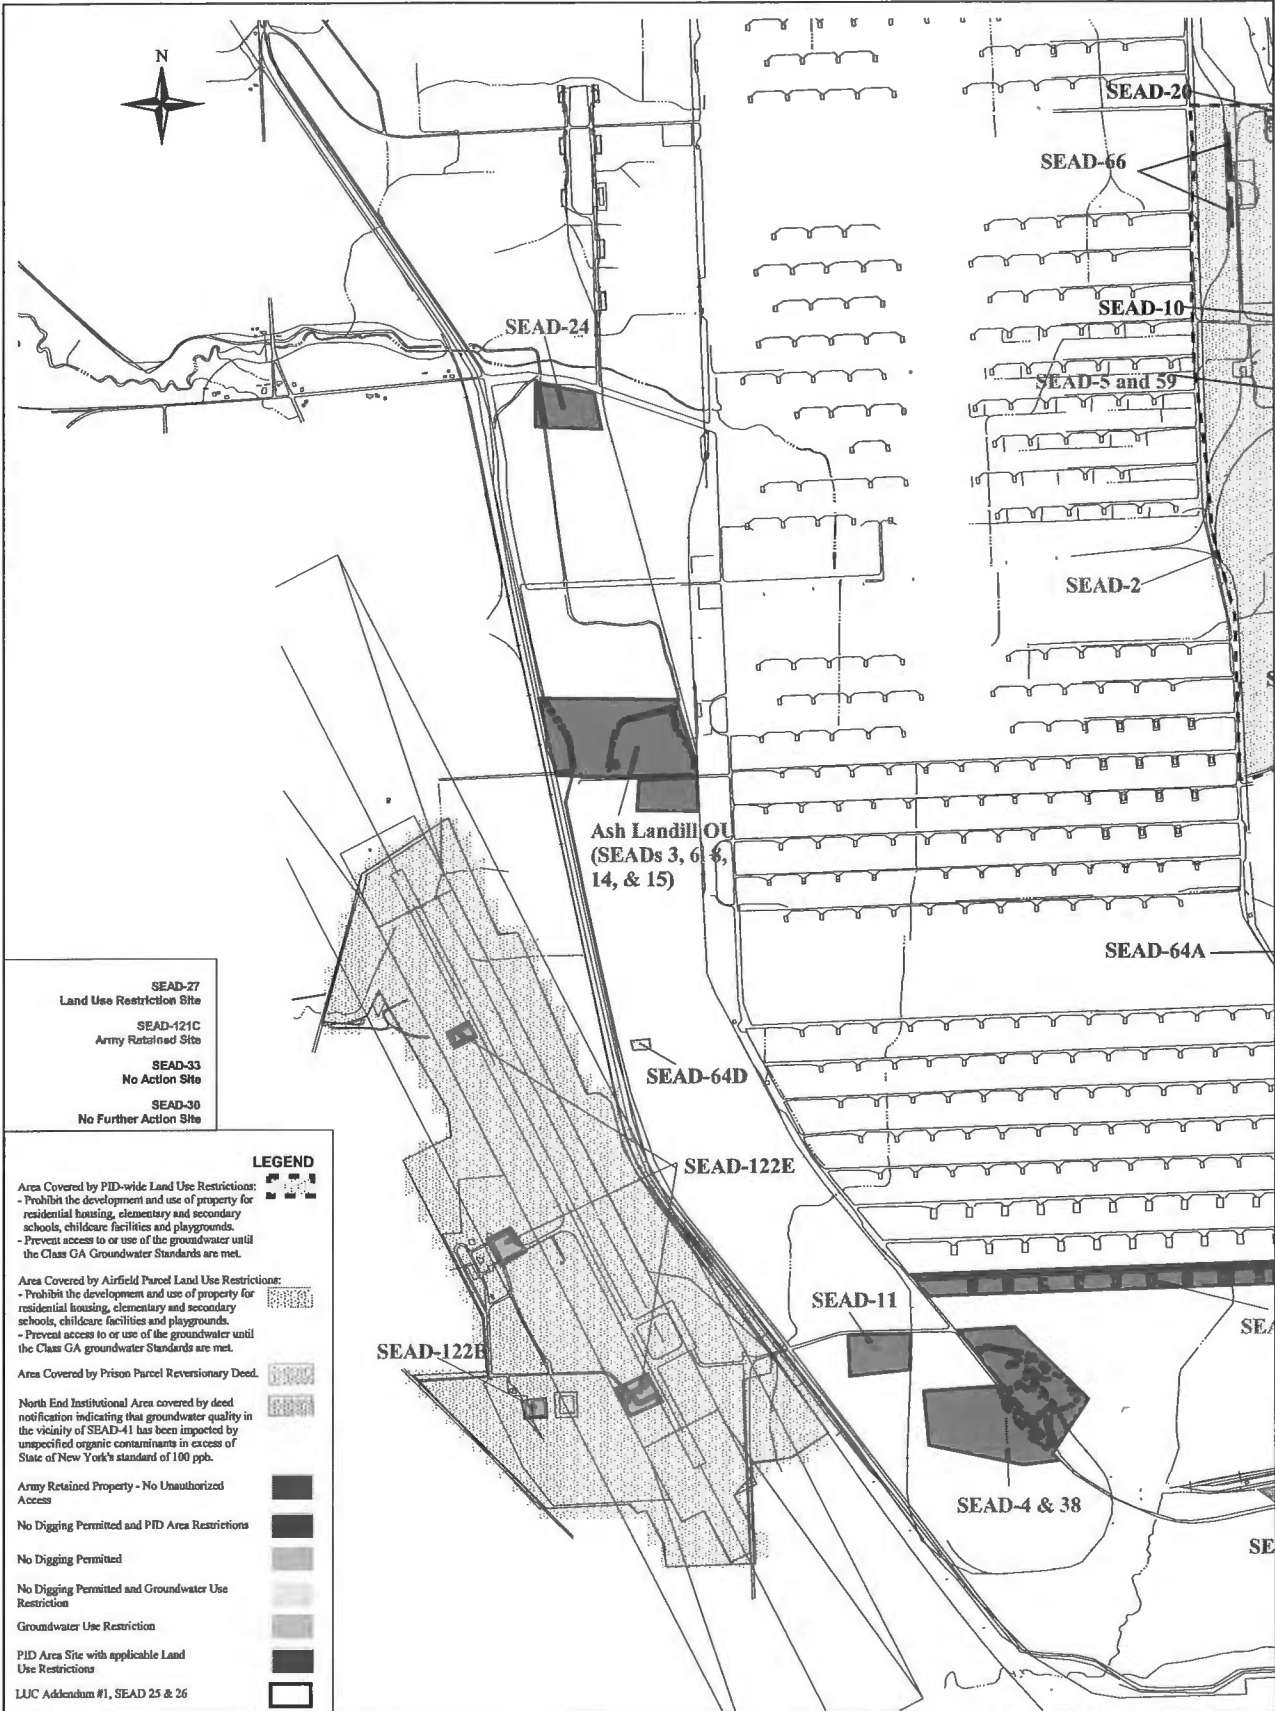 N
SEAD-20
SEAD-66
SEAD-10
SEAD-24
SEAD-5 and 59
SEAD-2
Ash Landill OU
(SEADs 3, 6, 8,
14, & 15)
SEAD-64A
SEAD-27
Land Use Restriction Site
SEAD-121C
Army Retained Site
SEAD-33
No Action Site
SEAD-30
No Further Action Site
SEAD-64D
SEAD-122E
SEAD-11
SEAD-4 & 38
LEGEND
Area Covered by PID-wide Land Use Restrictions:
- Prohibit the development and use of property for
residential housing, elementary and secondary
schools, childcare facilities and playgrounds.
- Prevent access to or use of the groundwater until
the Class GA Groundwater Standards are met.
Area Covered by Airfield Parcel Land Use Restrictions:
- Prohibit the development and use of property for
residential housing, elementary and secondary
schools, childcare facilities and playgrounds.
- Prevent access to or use of the groundwater until
the Class GA groundwater Standards are met.
Area Covered by Prison Parcel Reversionary Deed.
North End Institutional Area covered by deed
notification indicating that groundwater quality in
the vicinity of SEAD-41 has been impacted by
unspecified organic contaminants in excess of
State of New York's standard of 100 ppb.
Army Retained Property - No Unauthorized
Access
No Digging Permitted and PID Area Restrictions
No Digging Permitted
No Digging Permitted and Groundwater Use
Restriction
Groundwater Use Restriction
PID Area Site with applicable Land
Use Restrictions
LUC Addendum #1, SEAD 25 & 26